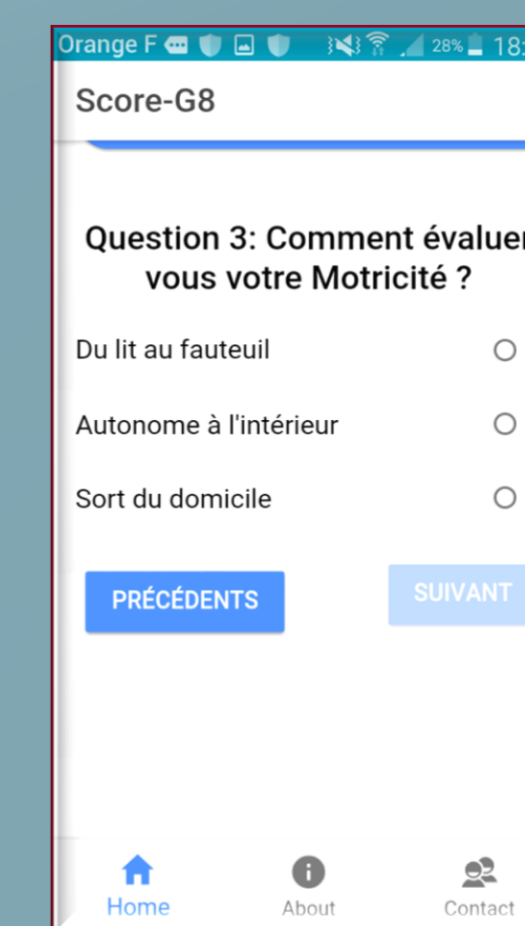 Orange F 28% 18:
Score-G8
Question 3: Comment évaluer
vous votre Motricité ?
Du lit au fauteuil
Autonome à l'intérieur
Sort du domicile
PRÉCÉDENTS SUIVANT
Home About Contact